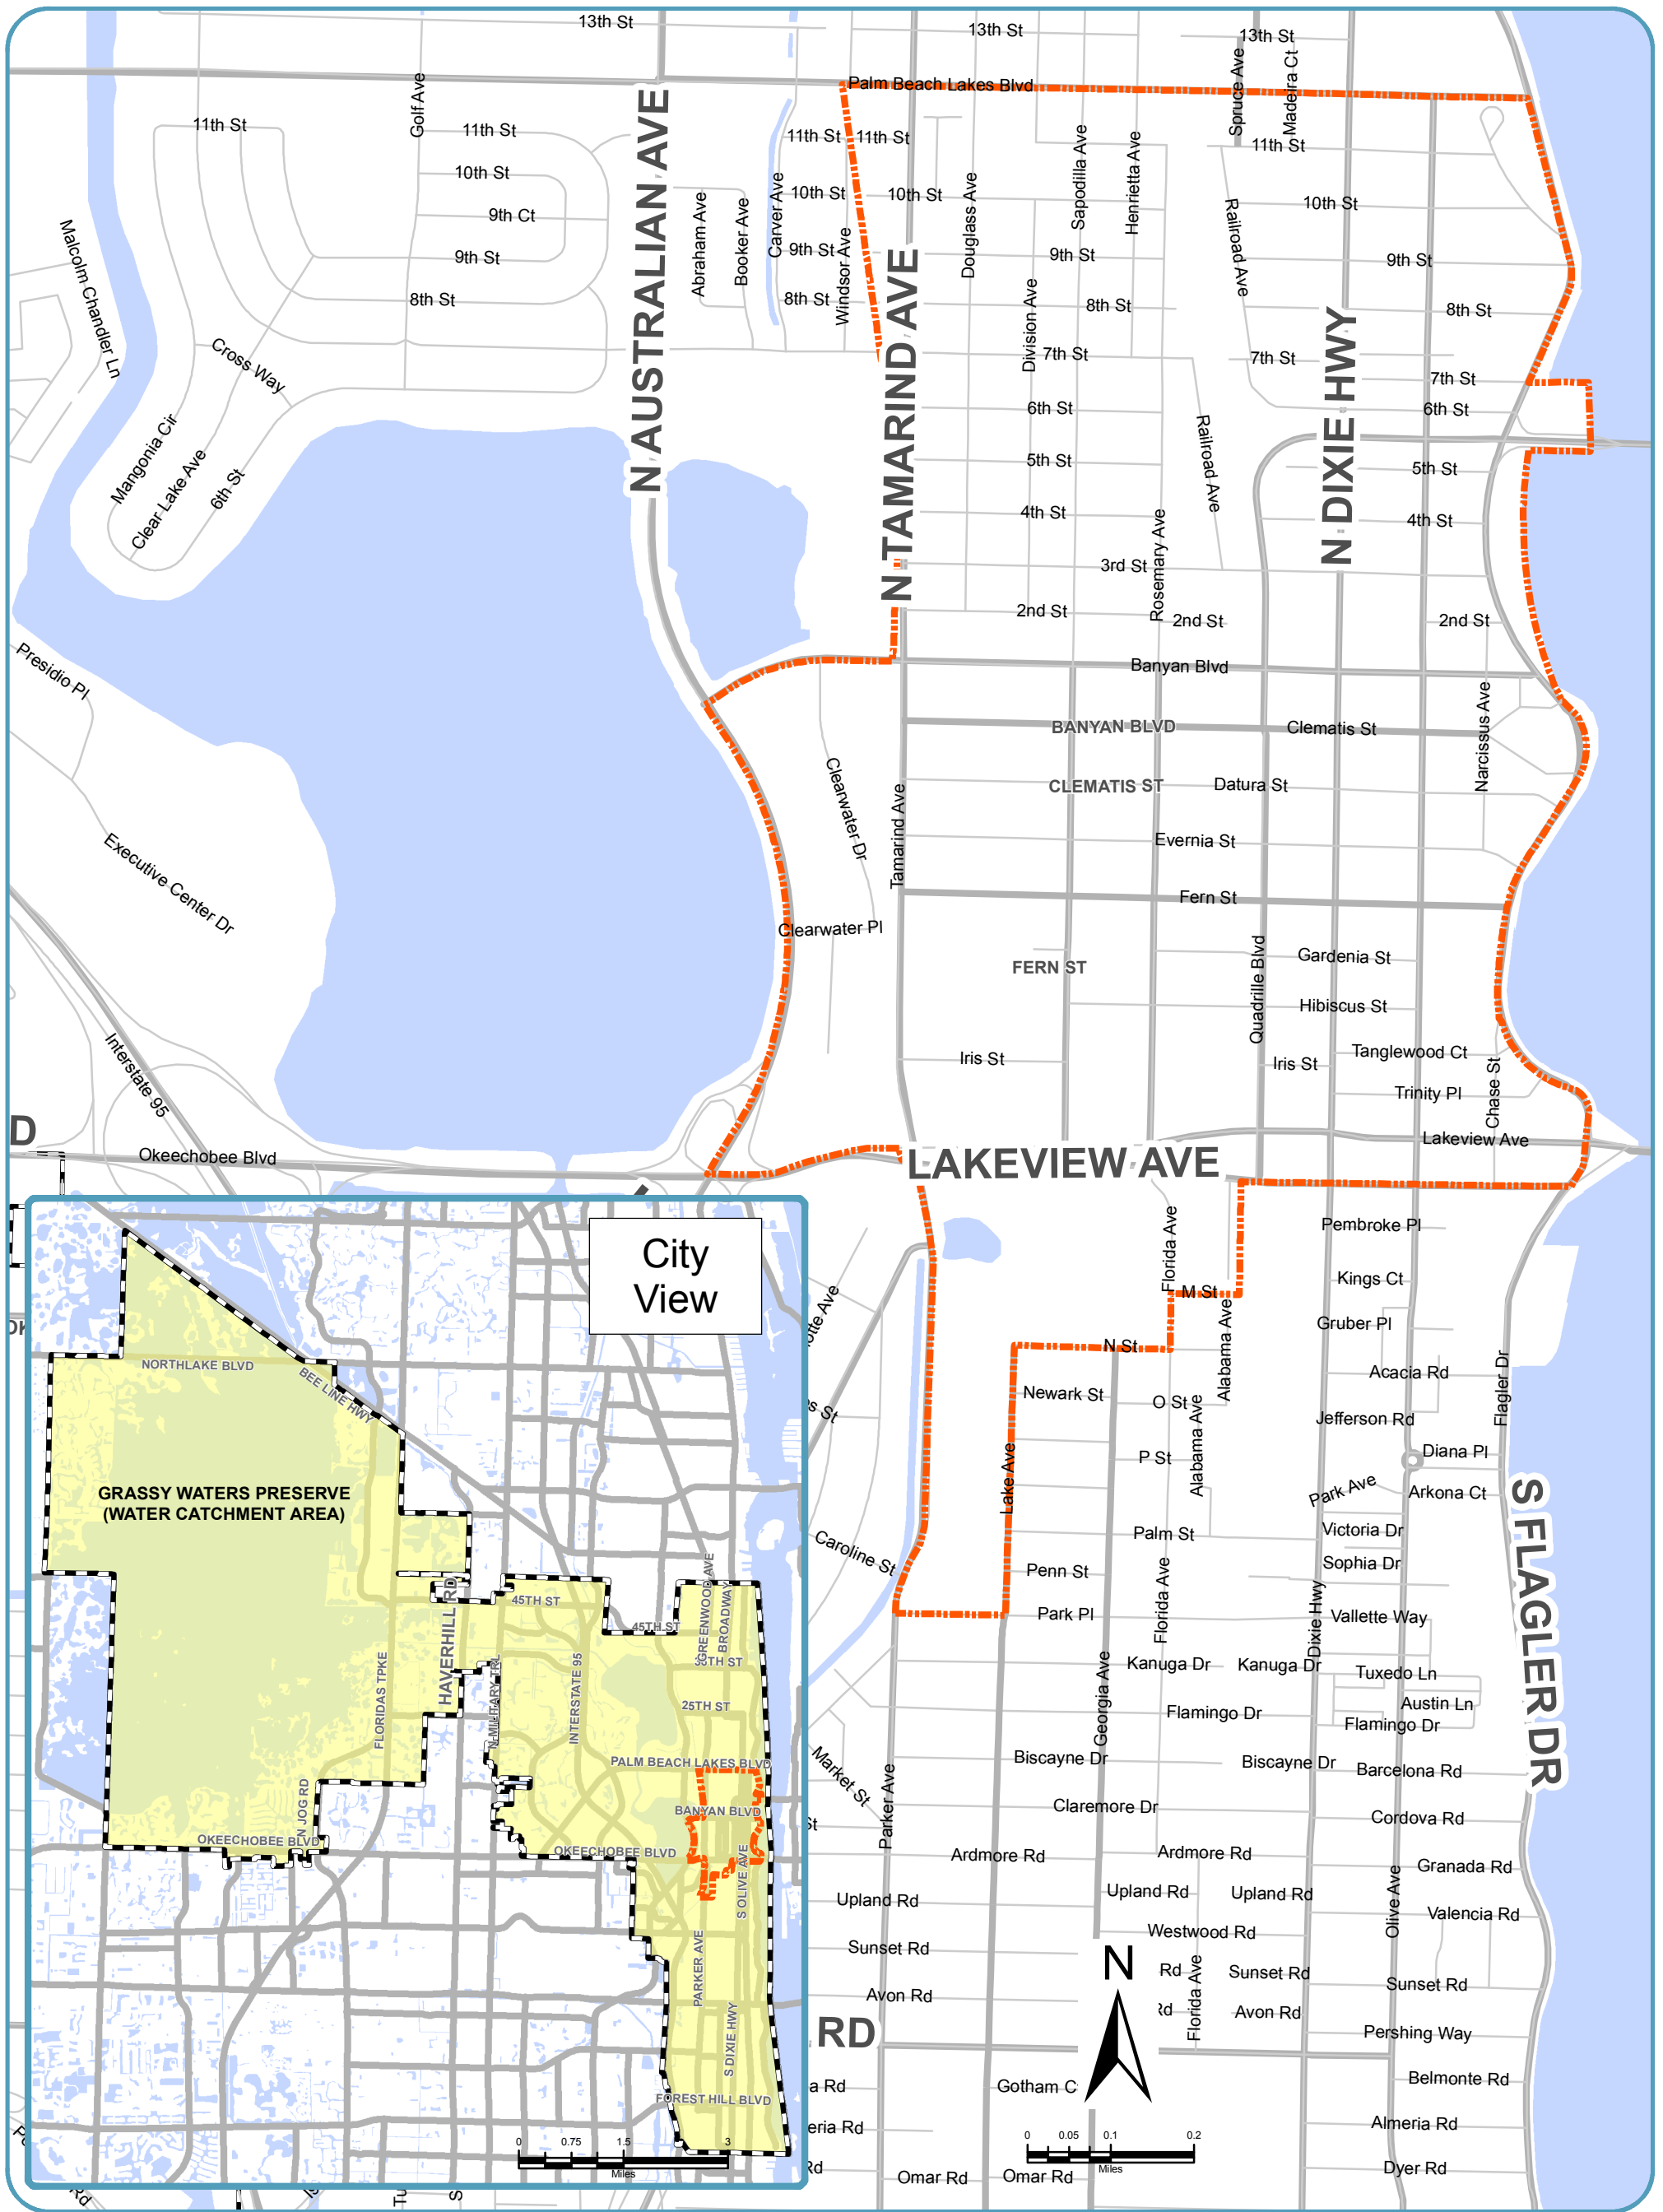 13th St
13th St
13th St
Palm Beach Lakes Blvd
Golf Ave
N AUSTRALIAN AVE
Spruce Ave
Madeira Ct
11th St
11th St
11th St
11th St
11th St
10th St
10th St
10th St
10th St
9th Ct
9th St
9th St
9th St
9th St
8th St
8th St
8th St
8th St
Malcolm Chandler Ln
Abraham Ave
Booker Ave
Carver Ave
Windsor Ave
N TAMARIND AVE
Douglass Ave
Division Ave
Sapodilla Ave
Henrietta Ave
Railroad Ave
N DIXIE HWY
Cross Way
7th St
7th St
7th St
6th St
6th St
Mangonia Cir
Clear Lake Ave
6th St
5th St
5th St
Railroad Ave
4th St
4th St
3rd St
Rosemary Ave
2nd St
2nd St
2nd St
Presidio Pl
Banyan Blvd
BANYAN BLVD
Clematis St
Narcissus Ave
CLEMATIS ST
Datura St
Clearwater Dr
Tamarind Ave
Evernia St
Executive Center Dr
Fern St
Clearwater Pl
FERN ST
Quadrille Blvd
Gardenia St
Hibiscus St
Interstate 95
Iris St
Iris St
Tanglewood Ct
Trinity Pl
Chase St
D
Okeechobee Blvd
LAKEVIEW AVE
Lakeview Ave
Florida Ave
Pembroke Pl
Kings Ct
M St
Gruber Pl
N St
Alabama Ave
Acacia Rd
Flagler Dr
Newark St
O St
Jefferson Rd
Alabama Ave
Diana Pl
P St
Lake Ave
Park Ave
Arkona Ct
S FLAGLER DR
Caroline St
Palm St
Victoria Dr
Sophia Dr
Penn St
Florida Ave
Dixie Hwy
Park Pl
Vallette Way
Kanuga Dr
Kanuga Dr
Tuxedo Ln
Georgia Ave
Austin Ln
Flamingo Dr
Flamingo Dr
Market St
Parker Ave
Biscayne Dr
Biscayne Dr
Barcelona Rd
Claremore Dr
Cordova Rd
Ardmore Rd
Ardmore Rd
Granada Rd
Olive Ave
Upland Rd
Upland Rd
Upland Rd
Valencia Rd
Westwood Rd
Sunset Rd
N
Rd
Sunset Rd
Sunset Rd
Florida Ave
Avon Rd
Rd
Avon Rd
RD
Pershing Way
Belmonte Rd
a Rd
Gotham C
Almeria Rd
eria Rd
0 0.05 0.1 0.2
Miles
Rd
Omar Rd
Omar Rd
Dyer Rd
City
View
NORTHLAKE BLVD
BEE LINE HWY
GRASSY WATERS PRESERVE
(WATER CATCHMENT AREA)
45TH ST
45TH ST
GREENWOOD AVE
BROADWAY
HAVERHILL RD
FLORIDAS TPKE
N MILITARY TRL
INTERSTATE 95
25TH ST
PALM BEACH LAKES BLVD
BANYAN BLVD
N JOG RD
OKEECHOBEE BLVD
OKEECHOBEE BLVD
S OLIVE AVE
PARKER AVE
S DIXIE HWY
FOREST HILL BLVD
0 0.75 1.5 3
Miles